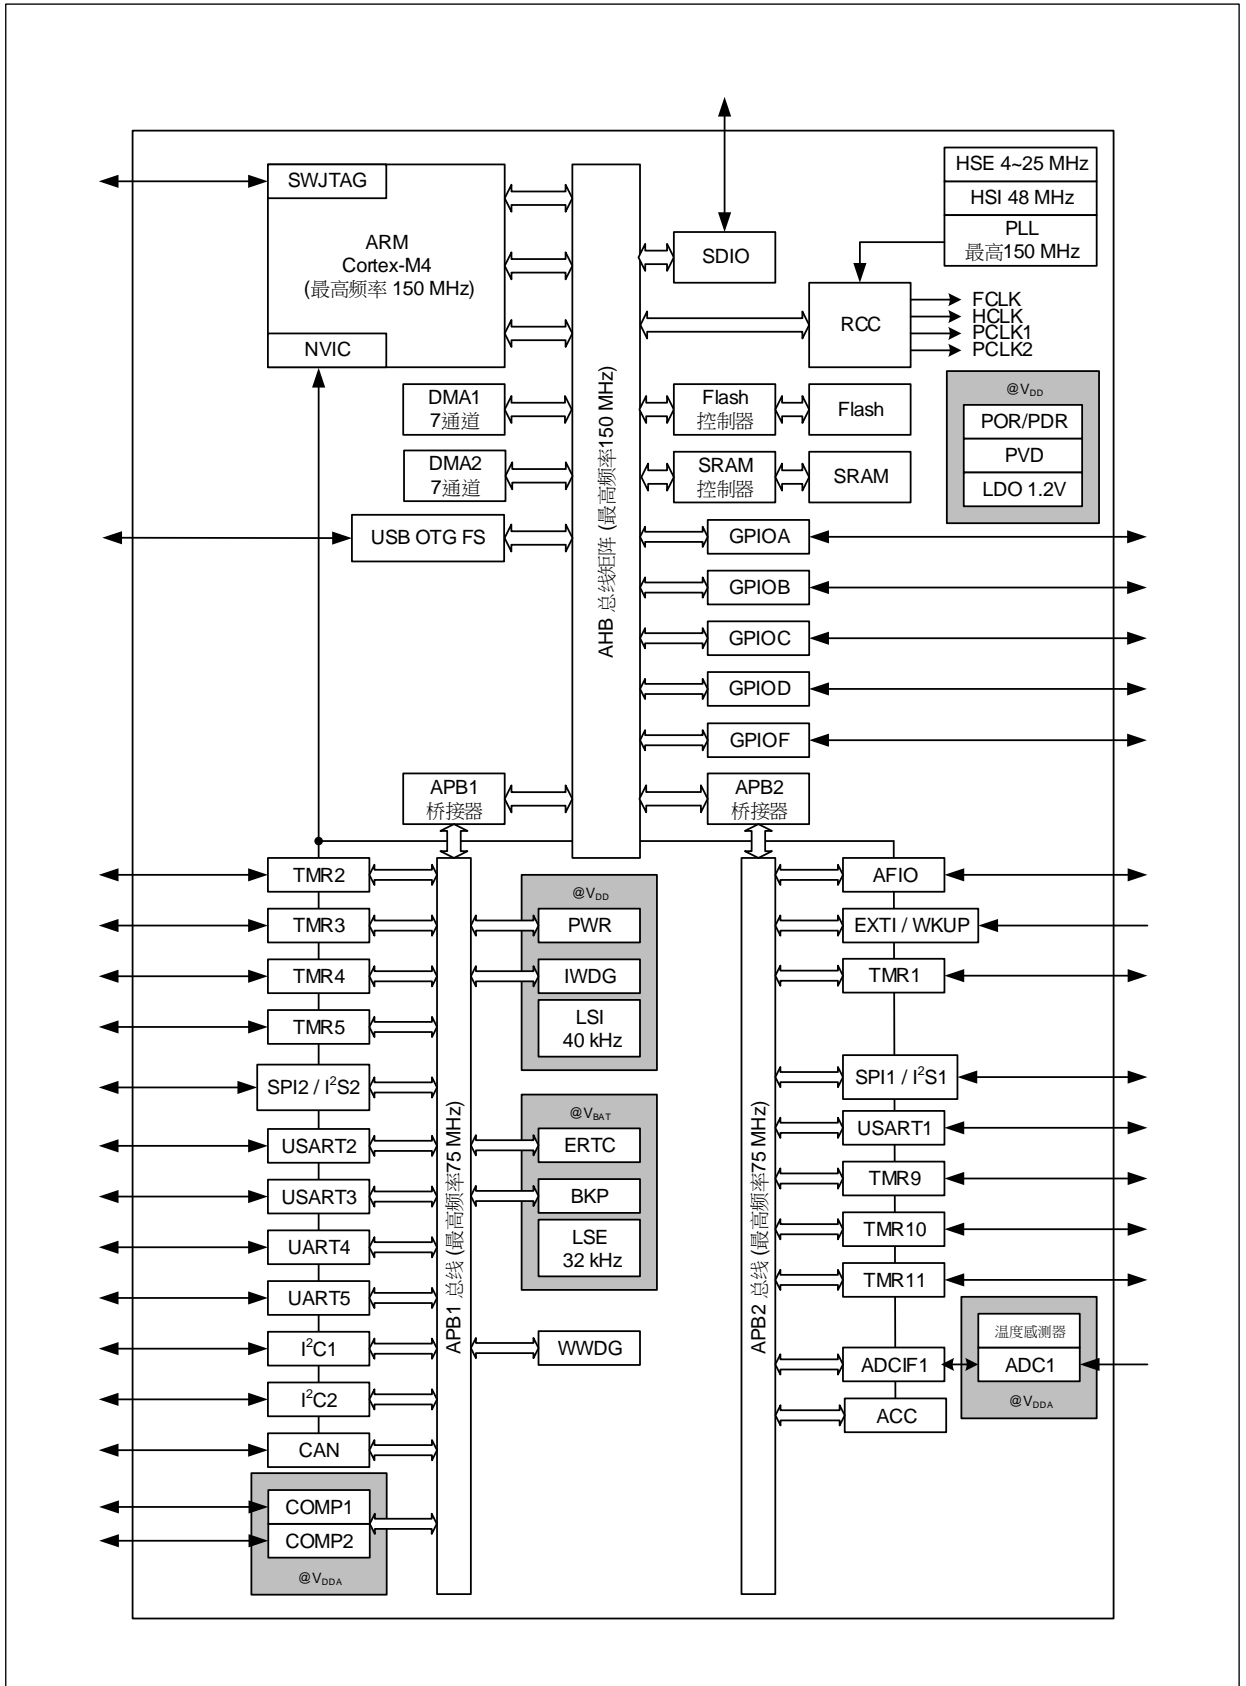 SWJTAG
ARM
Cortex-M4
(最高频率 150 MHz)
NVIC
DMA1
7通道
DMA2
7通道
USB OTG FS
AHB 总线矩阵 (最高频率150 MHz)
SDIO
HSE 4~25 MHz
HSI 48 MHz
PLL
最高150 MHz
RCC
FCLK
HCLK
PCLK1
PCLK2
Flash
控制器
Flash
SRAM
控制器
SRAM
@VDD
POR/PDR
PVD
LDO 1.2V
GPIOA
GPIOB
GPIOC
GPIOD
GPIOF
APB1
桥接器
APB2
桥接器
TMR2
TMR3
TMR4
TMR5
SPI2 / I²S2
USART2
USART3
UART4
UART5
I²C1
I²C2
CAN
COMP1
COMP2
@VDDA
APB1 总线 (最高频率75 MHz)
@VDD
PWR
IWDG
LSI
40 kHz
@VBAT
ERTC
BKP
LSE
32 kHz
WWDG
APB2 总线 (最高频率75 MHz)
AFIO
EXTI / WKUP
TMR1
SPI1 / I²S1
USART1
TMR9
TMR10
TMR11
ADCIF1
ACC
温度感测器
ADC1
@VDDA